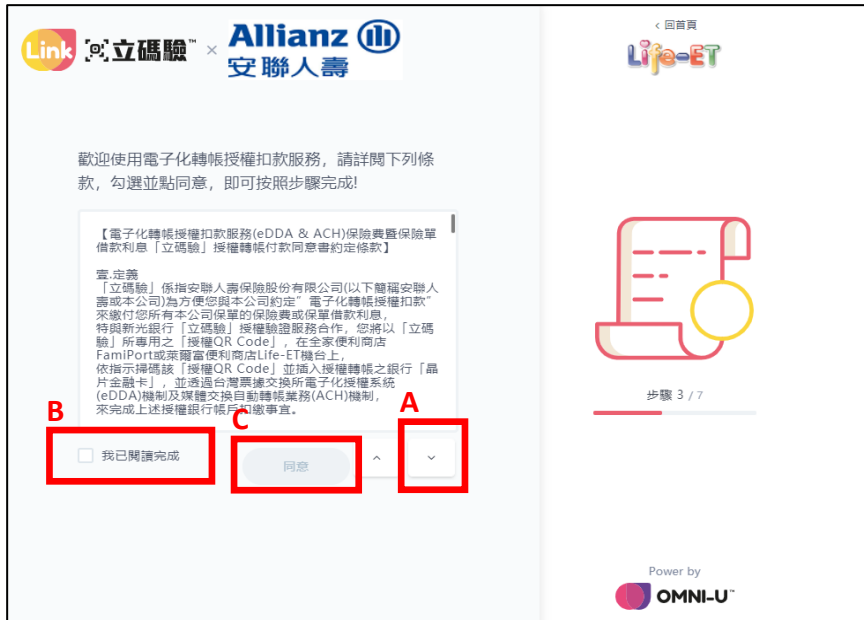 Link 立碼驗™ × Allianz
安聯人壽
< 回首頁
Life-ET
歡迎使用電子化轉帳授權扣款服務，請詳閱下列條
款，勾選並點同意，即可按照步驟完成!
【電子化轉帳授權扣款服務(eDDA & ACH)保險費暨保險單
借款利息「立碼驗」授權轉帳付款同意書約定條款】
壹.定義
「立碼驗」係指安聯人壽保險股份有限公司(以下簡稱安聯人
壽或本公司)為方便您與本公司約定”電子化轉帳授權扣款”
來繳付您所有本公司保單的保險費或保單借款利息，
特與新光銀行「立碼驗」授權驗證服務合作，您將以「立碼
驗」所專用之「授權QR Code」，在全家便利商店
FamiPort或萊爾富便利商店Life-ET機台上，
依指示掃碼該「授權QR Code」並插入授權轉帳之銀行「晶
片金融卡」，並透過台灣票據交換所電子化授權系統
(eDDA)機制及媒體交換自動轉帳業務(ACH)機制，
來完成上述授權銀行帳戶扣繳事宜。
B
C
A
我已閱讀完成
同意
步驟 3 / 7
Power by
OMNI-U™